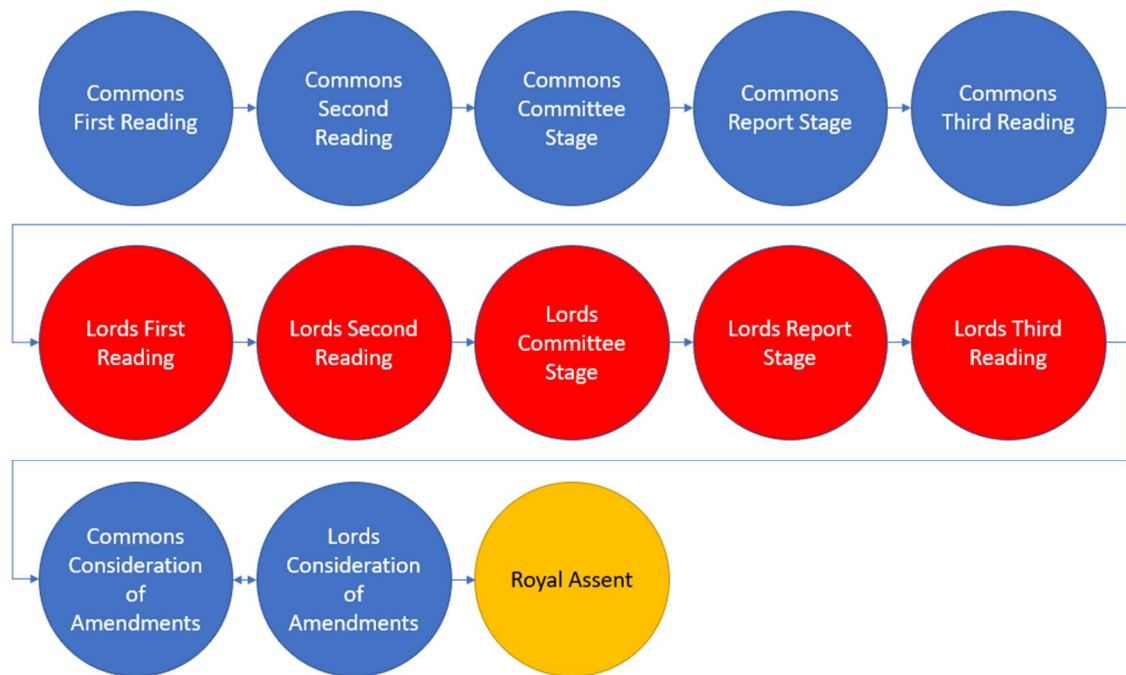 Commons
First Reading
Commons
Second
Reading
Commons
Committee
Stage
Commons
Report Stage
Commons
Third Reading
Lords First
Reading
Lords Second
Reading
Lords
Committee
Stage
Lords Report
Stage
Lords Third
Reading
Commons
Consideration
of
Amendments
Lords
Consideration
of
Amendments
Royal Assent